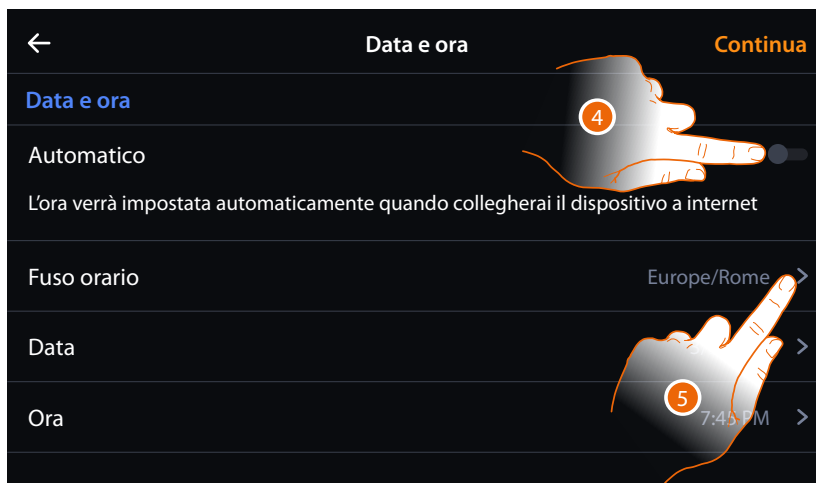 Data e ora Continua
Data e ora
4
Automatico
L'ora verrà impostata automaticamente quando collegherai il dispositivo a internet
Fuso orario Europe/Rome
Data
5
Ora 7:45 PM